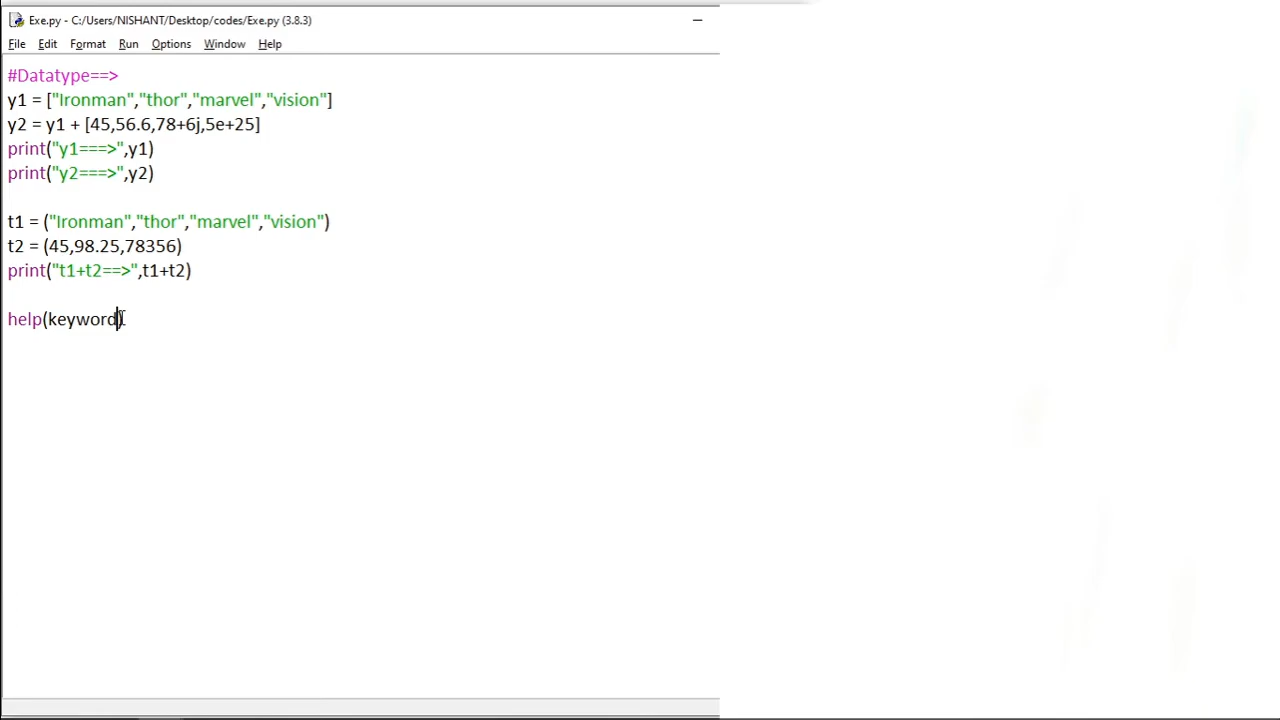 Exe.py - C:/Users/NISHANT/Desktop/codes/Exe.py (3.8.3)
File Edit Format Run Options Window Help
#Datatype==>
y1 = ["Ironman","thor","marvel","vision"]
y2 = y1 + [45,56.6,78+6j,5e+25]
print("y1===>",y1)
print("y2===>",y2)
t1 = ("Ironman","thor","marvel","vision")
t2 = (45,98.25,78356)
print("t1+t2==>",t1+t2)
help(keyword)